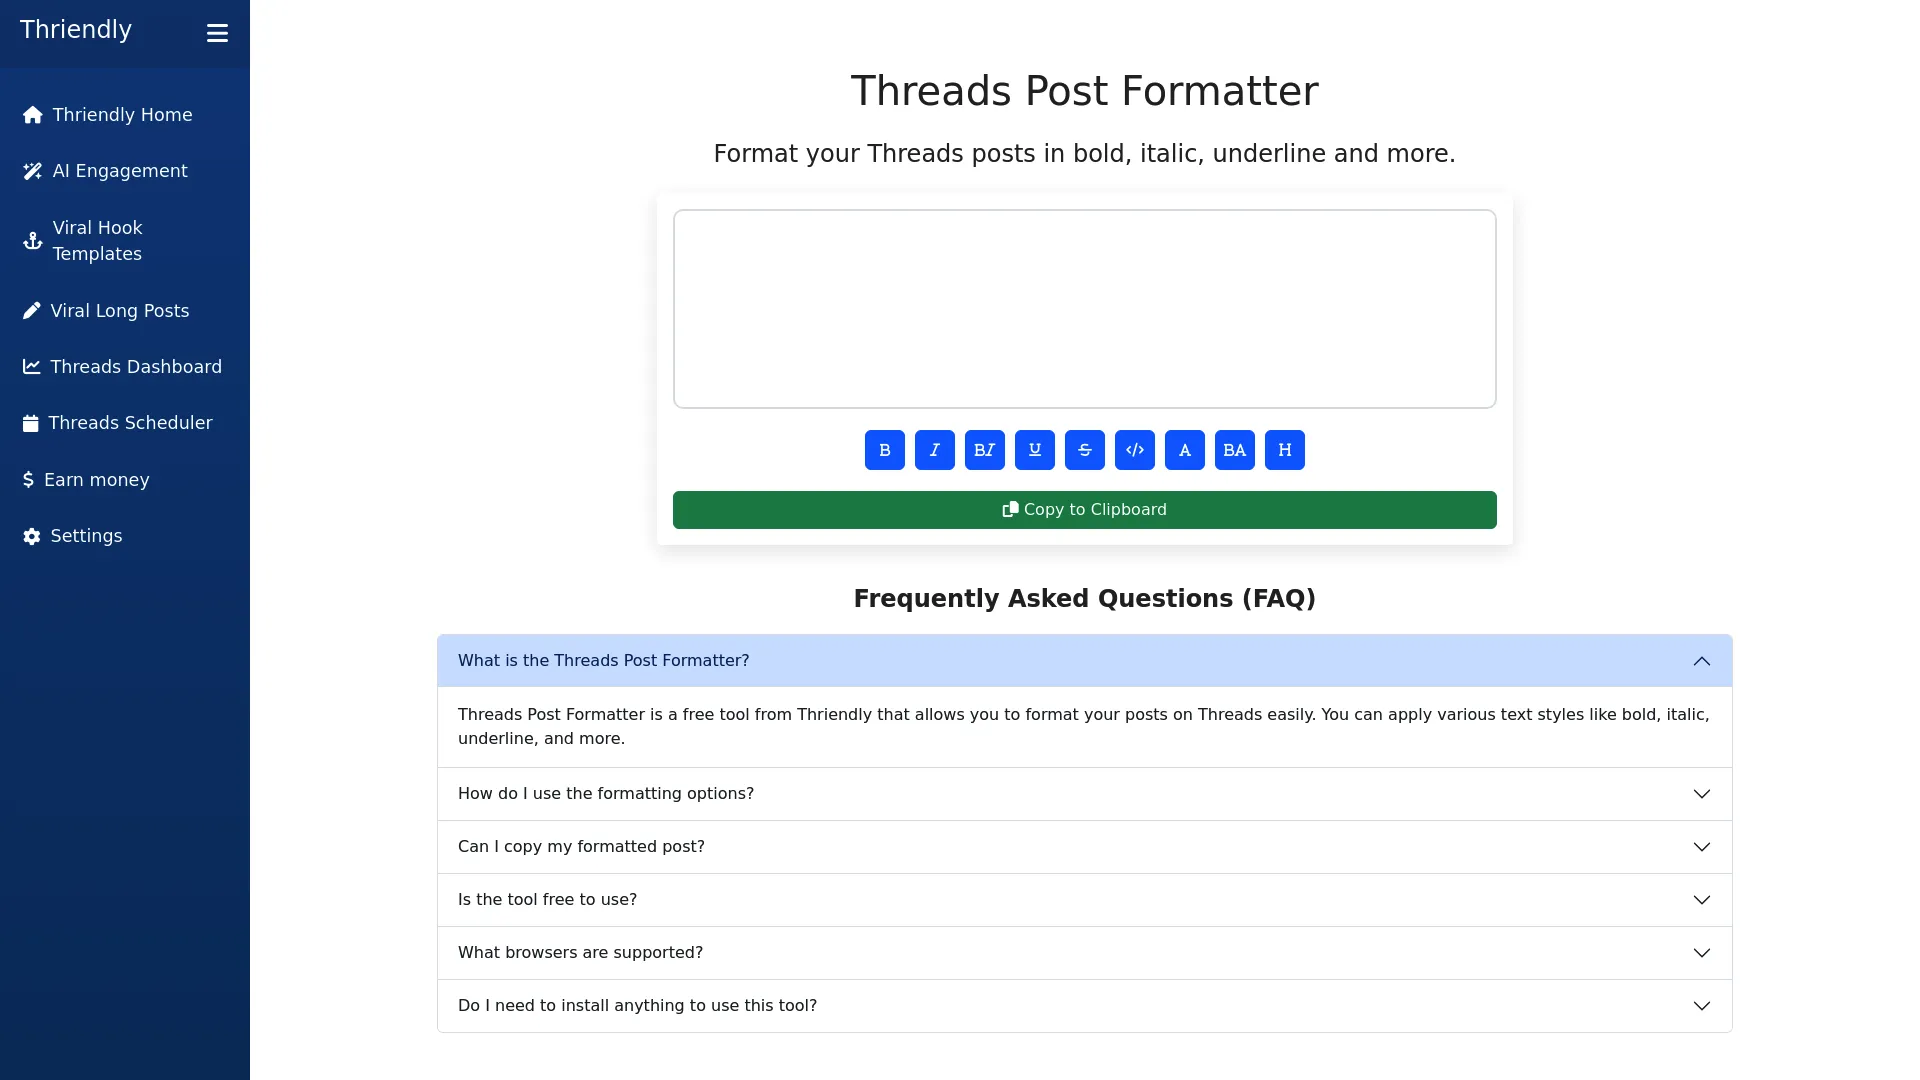 Thriendly
Thriendly Home
AI Engagement
Viral Hook
Templates
Viral Long Posts
Threads Dashboard
Threads Scheduler
Earn money
Settings
Threads Post Formatter
Format your Threads posts in bold, italic, underline and more.
B I BI U S </> A BA H
Copy to Clipboard
Frequently Asked Questions (FAQ)
What is the Threads Post Formatter?
Threads Post Formatter is a free tool from Thriendly that allows you to format your posts on Threads easily. You can apply various text styles like bold, italic,
underline, and more.
How do I use the formatting options?
Can I copy my formatted post?
Is the tool free to use?
What browsers are supported?
Do I need to install anything to use this tool?